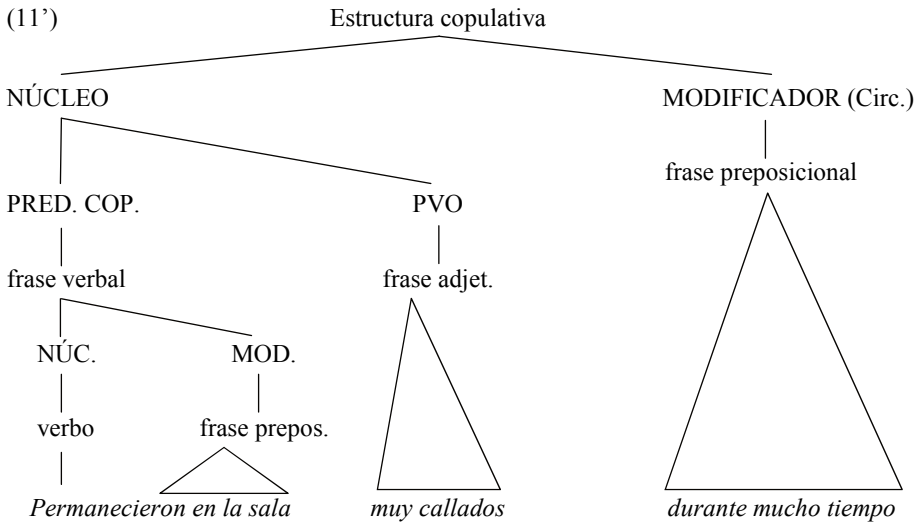 (11’) Estructura copulativa
NÚCLEO MODIFICADOR (Circ.)
frase preposicional
PRED. COP. PVO
frase verbal frase adjet.
NÚC. MOD.
verbo frase prepos.
Permanecieron en la sala muy callados durante mucho tiempo